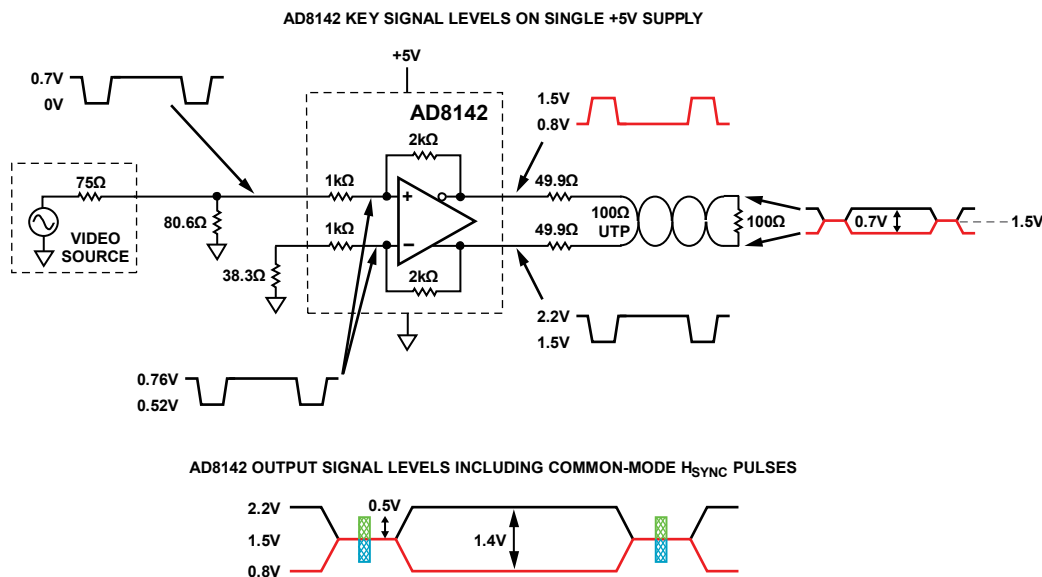 AD8142 KEY SIGNAL LEVELS ON SINGLE +5V SUPPLY
+5V
0.7V
0V
AD8142
1.5V
0.8V
2kΩ
75Ω
1kΩ
49.9Ω
80.6Ω
100Ω
UTP
100Ω
0.7V
1.5V
VIDEO
SOURCE
1kΩ
49.9Ω
38.3Ω
2kΩ
2.2V
1.5V
0.76V
0.52V
AD8142 OUTPUT SIGNAL LEVELS INCLUDING COMMON-MODE HSYNC PULSES
2.2V
0.5V
1.5V
1.4V
0.8V